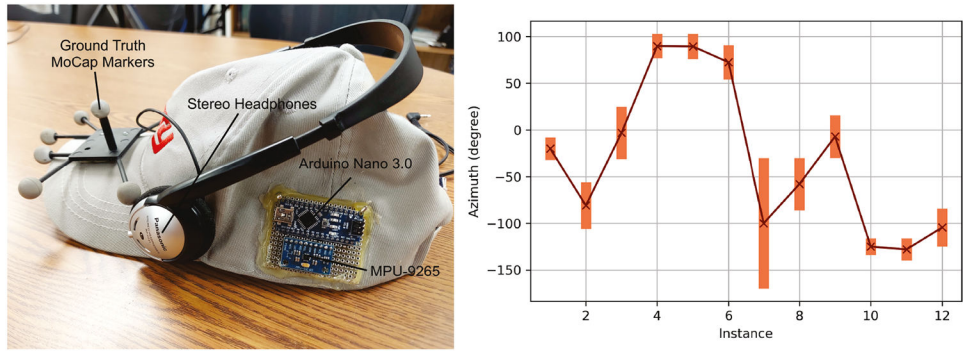 Ground Truth
MoCap Markers
Stereo Headphones
Arduino Nano 3.0
MPU-9265
Panasonic
100
50
0
−50
−100
−150
Azimuth (degree)
2
4
6
8
10
12
Instance